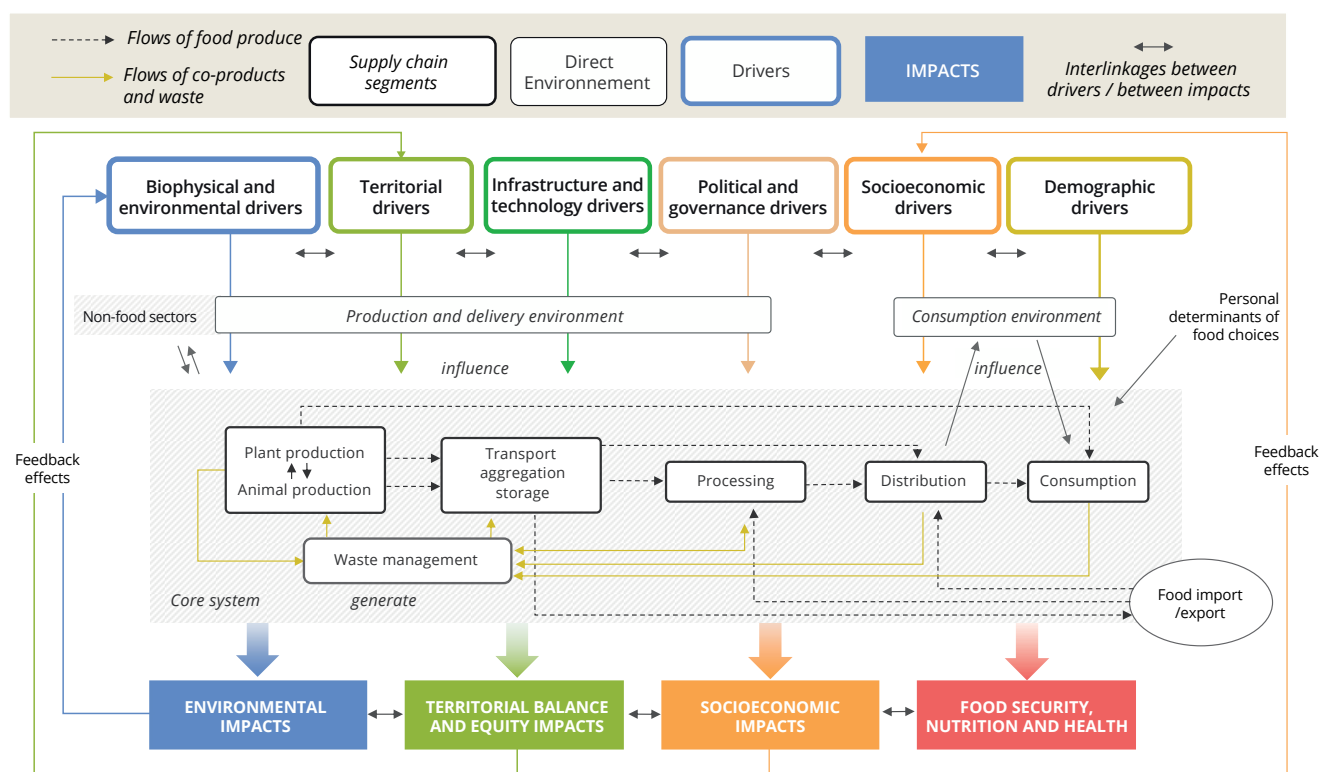 Flows of food produce
Flows of co-products
and waste
Supply chain
segments
Direct
Environnement
Drivers
IMPACTS
Interlinkages between
drivers / between impacts
Biophysical and
environmental drivers
Territorial
drivers
Infrastructure and
technology drivers
Political and
governance drivers
Socioeconomic
drivers
Demographic
drivers
Non-food sectors
Production and delivery environment
Consumption environment
Personal
determinants of
food choices
influence
influence
Feedback
effects
Plant production
Animal production
Transport
aggregation
storage
Processing
Distribution
Consumption
Feedback
effects
Waste management
Core system
generate
Food import
/export
ENVIRONMENTAL
IMPACTS
TERRITORIAL BALANCE
AND EQUITY IMPACTS
SOCIOECONOMIC
IMPACTS
FOOD SECURITY,
NUTRITION AND HEALTH